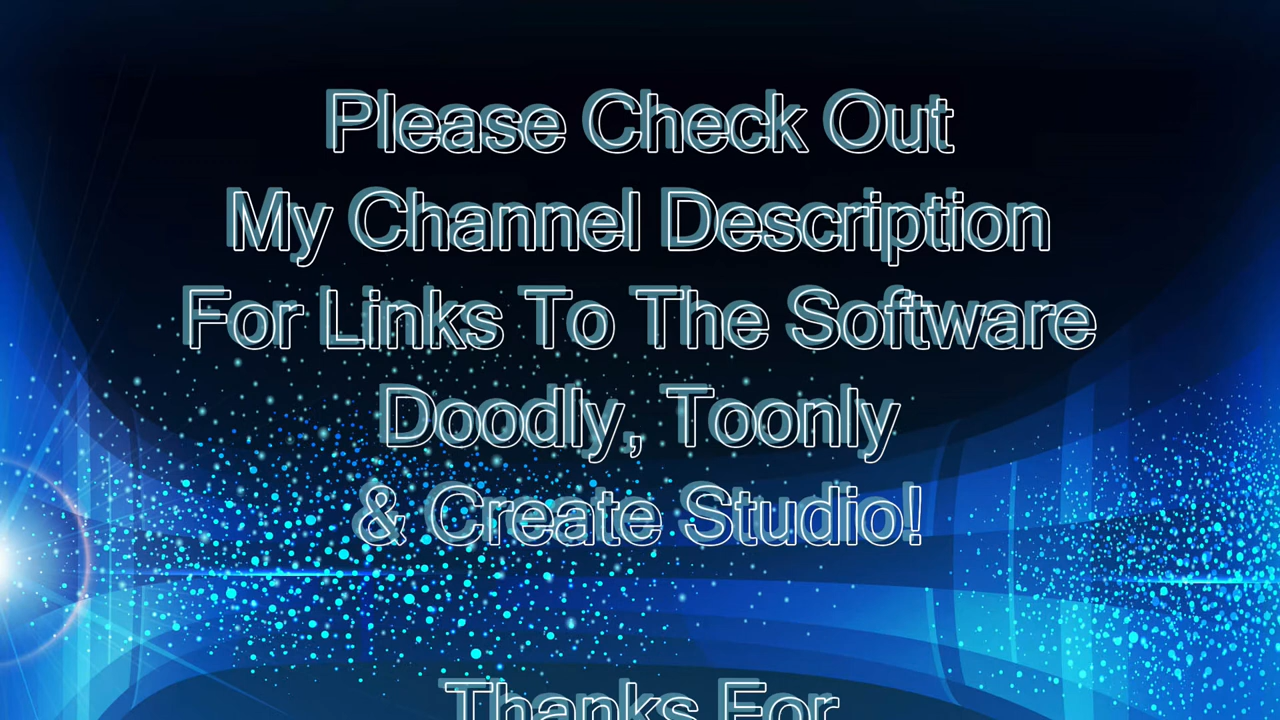 Please Check Out
My Channel Description
For Links To The Software
Doodly, Toonly
& Create Studio!
Thanks For